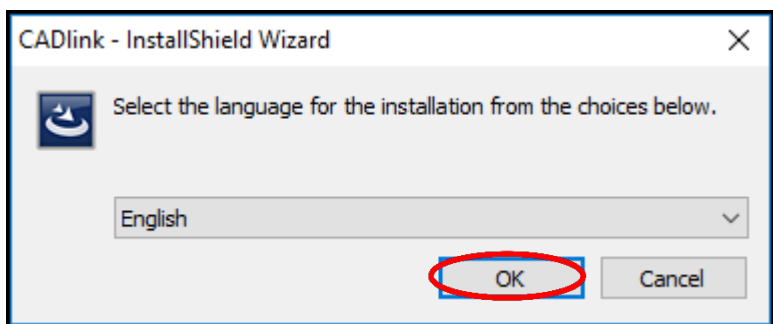 CADlink - InstallShield Wizard
Select the language for the installation from the choices below.
English
OK
Cancel